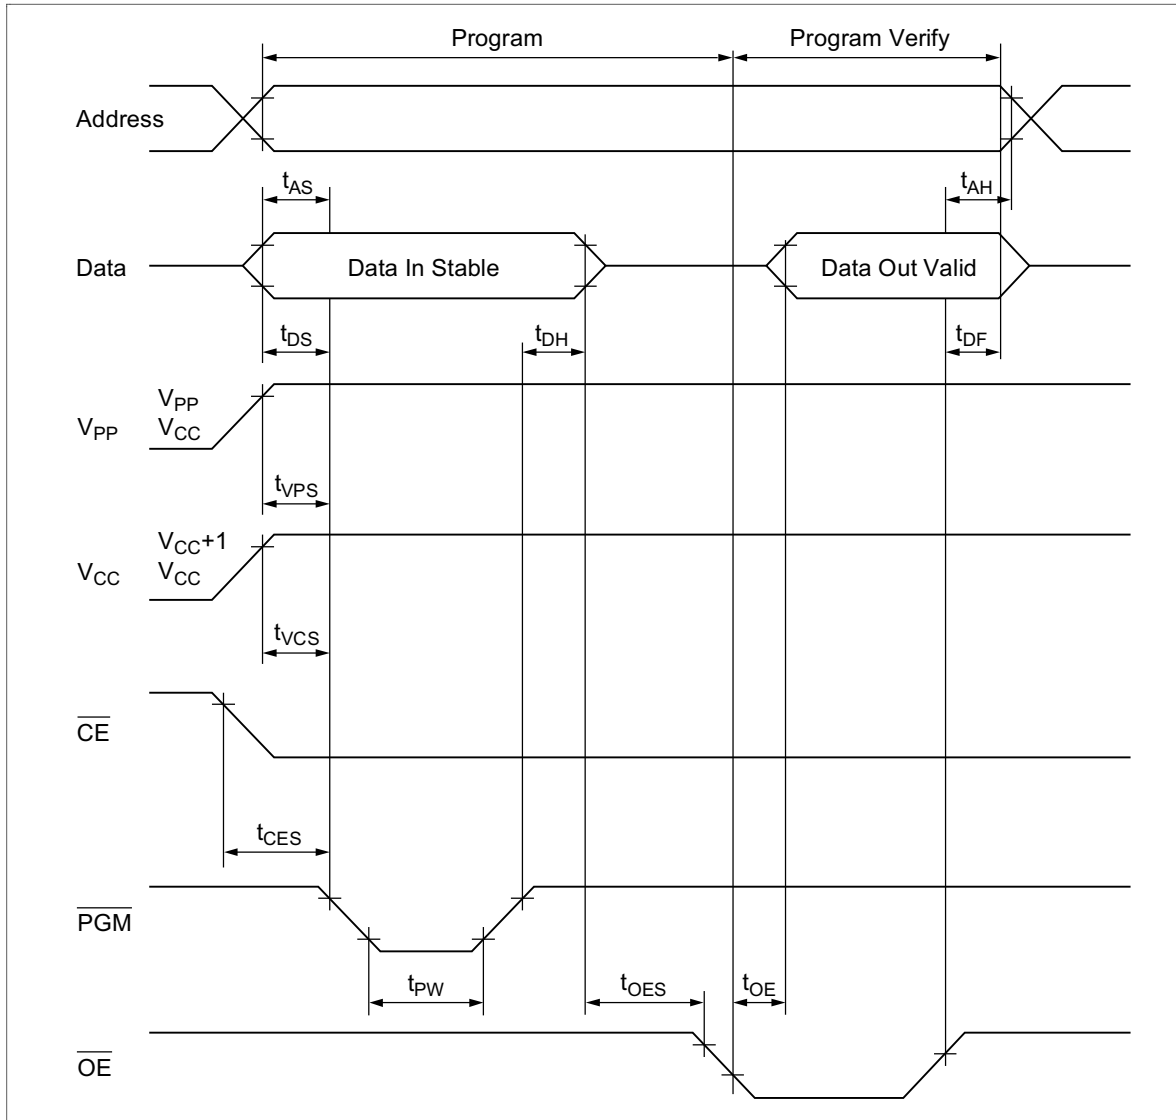 Program Program Verify
Address
tAS tAH
Data Data In Stable Data Out Valid
tDS tDH tDF
VPP
VPP VCC
tVPS
VCC+1
VCC VCC
tVCS
CE
tCES
PGM
tPW tOES tOE
OE